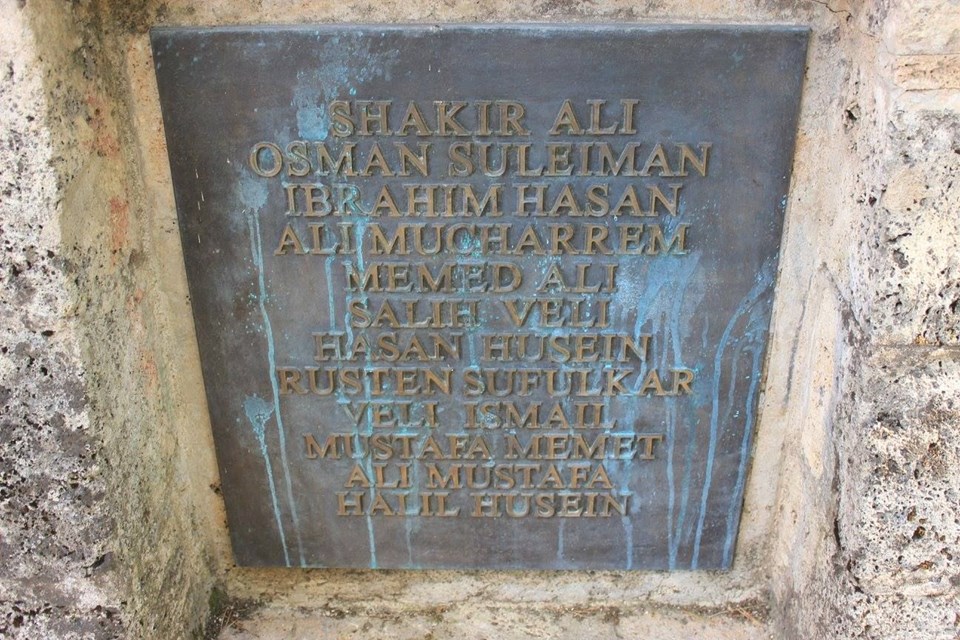 SHAKIR ALI
OSMAN SULEIMAN
IBRAHIM HASAN
ALI MUCHARREM
MEMED ALI
SALIH VELI
HASAN HUSEIN
RUSTEN SUFULKAR
VELI ISMAIL
MUSTAFA MEMET
ALI MUSTAFA
HALIL HUSEIN